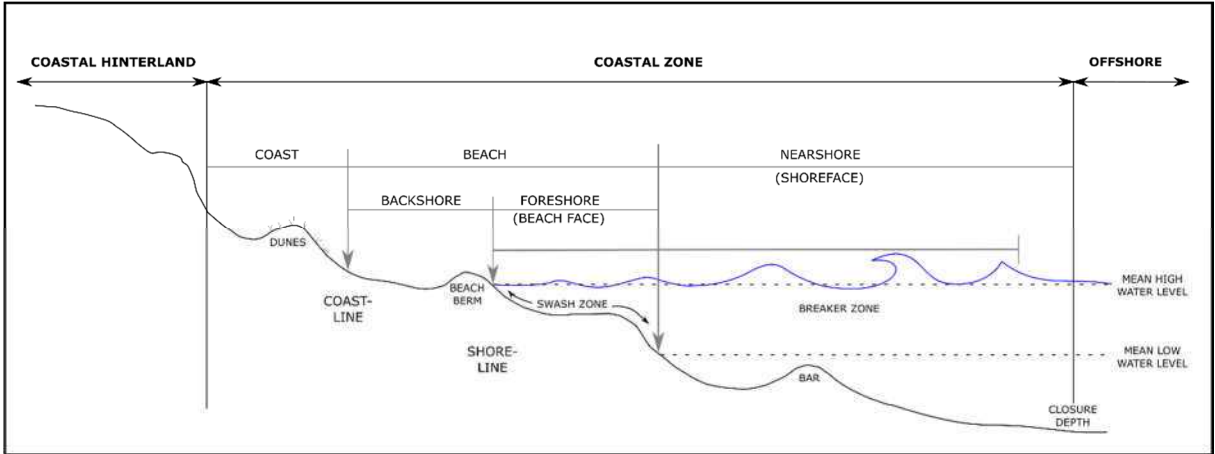 COASTAL HINTERLAND
COASTAL ZONE
OFFSHORE
COAST
BEACH
NEARSHORE
(SHOREFACE)
BACKSHORE
FORESHORE
(BEACH FACE)
DUNES
COAST-
LINE
BEACH
BERM
SWASH ZONE
BREAKER ZONE
MEAN HIGH
WATER LEVEL
SHORE-
LINE
MEAN LOW
WATER LEVEL
BAR
CLOSURE
DEPTH